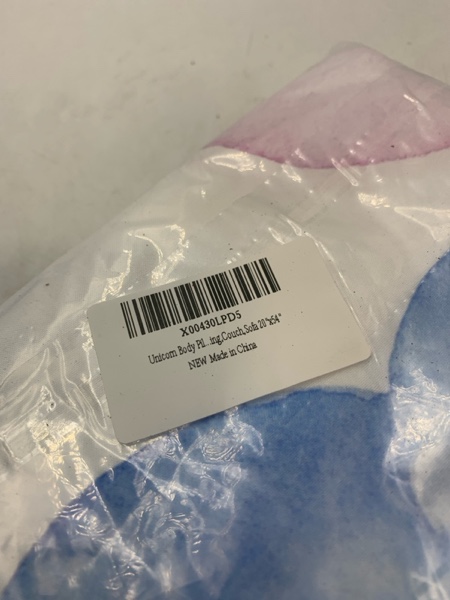 X00430LPD5
Unicorn Body Pil...ing,Couch,Sofa 20"x54"
NEW Made in China